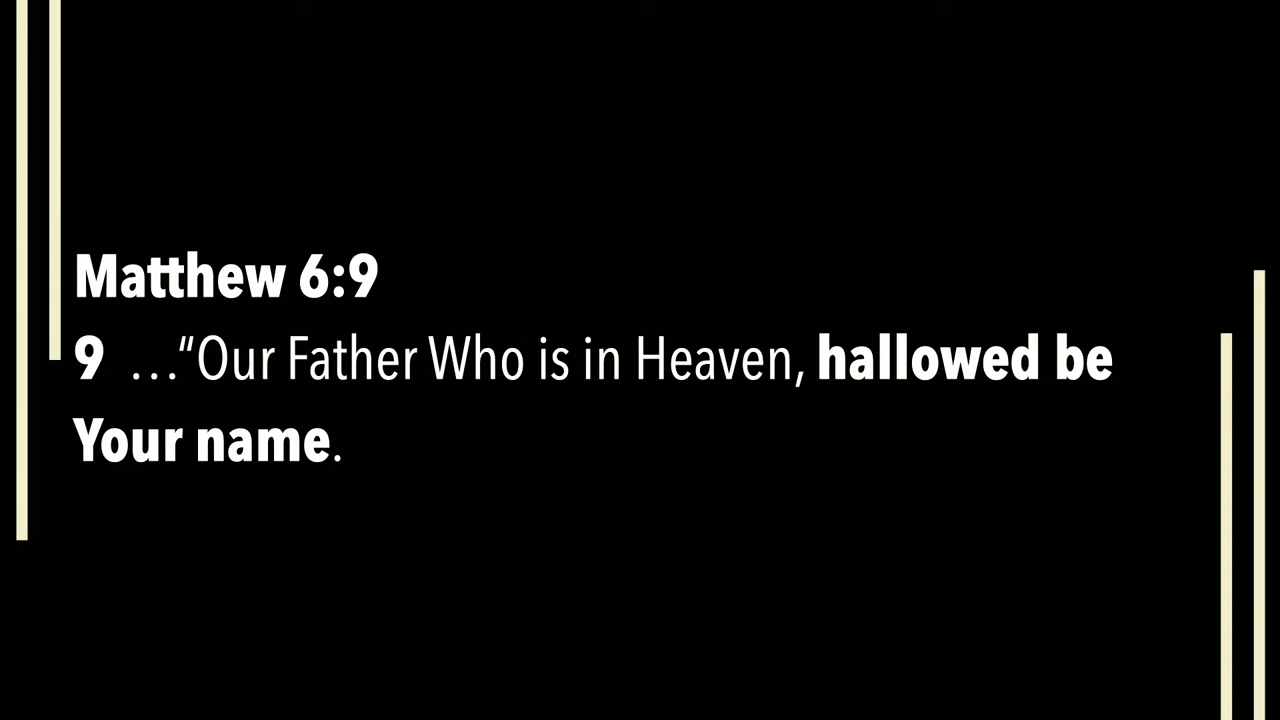 Matthew 6:9
9 …“Our Father Who is in Heaven, hallowed be
Your name.